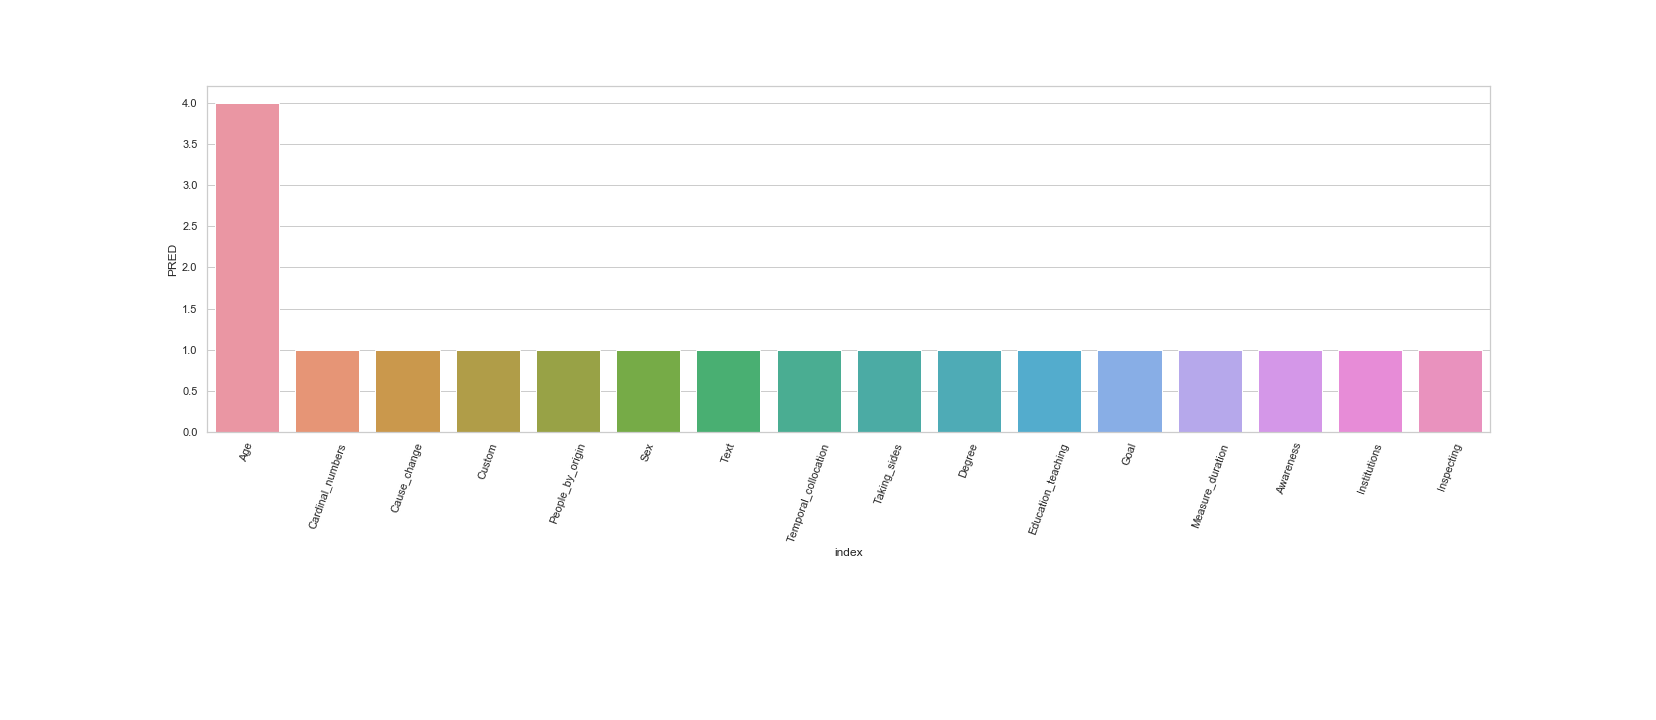 4.0
3.5
3.0
2.5
2.0
1.5
1.0
0.5
0.0
PRED
Age
Cardinal_numbers
Cause_change
Custom
People_by_origin
Sex
Text
Temporal_collocation
Taking_sides
Degree
Education_teaching
Goal
Measure_duration
Awareness
Institutions
Inspecting
index